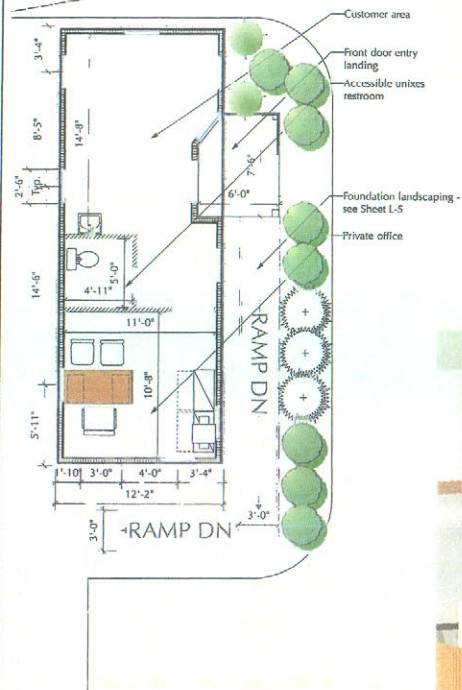 Customer area
Front door entry
landing
Accessible unixes
restroom
Foundation landscaping -
see Sheet L-5
Private office
3'-4"
8'-5"
2'-6"
Typ.
14'-6"
5'-11"
14'-8"
7'-6"
6'-0"
5'-0"
4'-11"
11'-0"
10'-8"
RAMP DN
1'-10"
3'-0"
4'-0"
3'-4"
12'-2"
3'-0"
RAMP DN
3'-0"